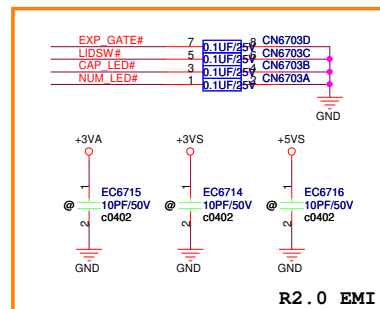 EXP_GATE# 7 0.1UF/25V 8 CN6703D
LIDSW# 5 0.1UF/25V 6 CN6703C
CAP_LED# 3 0.1UF/25V 4 CN6703B
NUM_LED# 1 0.1UF/25V 2 CN6703A
GND
+3VA +3VS +5VS
1 1 1
EC6715 EC6714 EC6716
@ 10PF/50V @ 10PF/50V @ 10PF/50V
c0402 c0402 c0402
2 2 2
GND GND GND
R2.0 EMI